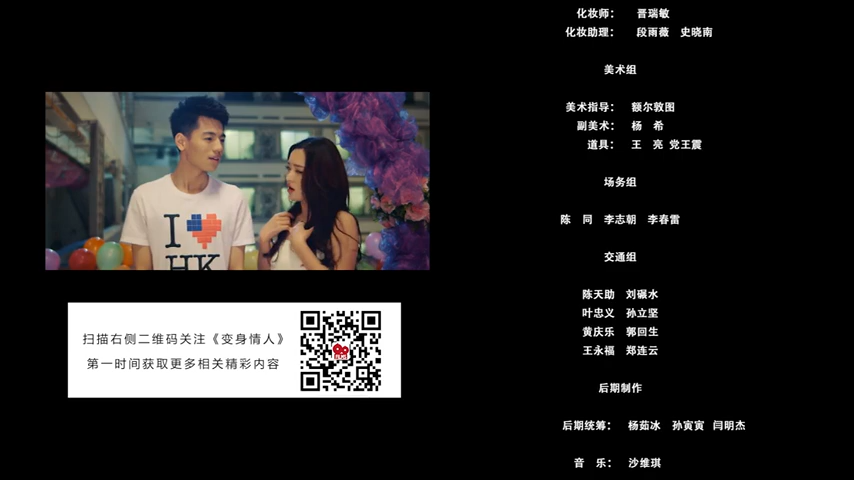 I
HK
扫描右侧二维码关注《变身情人》
第一时间获取更多相关精彩内容
化妆师： 晋瑞敏
化妆助理： 段雨薇 史晓南
美术组
美术指导： 额尔敦图
副美术： 杨 希
道具： 王 亮 党王震
场务组
陈 同 李志朝 李春雷
交通组
陈天助 刘碾水
叶忠义 孙立坚
黄庆乐 郭回生
王永福 郑连云
后期制作
后期统筹： 杨茹冰 孙寅寅 闫明杰
音 乐： 沙维琪